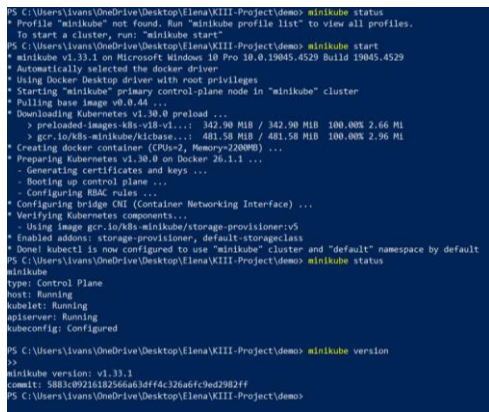 PS C:\Users\ivans\OneDrive\Desktop\Elena\KIII-Project\demo> minikube status
* Profile "minikube" not found. Run "minikube profile list" to view all profiles.
  To start a cluster, run: "minikube start"
PS C:\Users\ivans\OneDrive\Desktop\Elena\KIII-Project\demo> minikube start
* minikube v1.33.1 on Microsoft Windows 10 Pro 10.0.19045.4529 Build 19045.4529
* Automatically selected the docker driver
* Using Docker Desktop driver with root privileges
* Starting "minikube" primary control-plane node in "minikube" cluster
* Pulling base image v0.0.44 ...
* Downloading Kubernetes v1.30.0 preload ...
    > preloaded-images-k8s-v18-v1...:  342.90 MiB / 342.90 MiB  100.00% 2.66 Mi
    > gcr.io/k8s-minikube/kicbase...:  481.58 MiB / 481.58 MiB  100.00% 2.96 Mi
* Creating docker container (CPUs=2, Memory=2200MB) ...
* Preparing Kubernetes v1.30.0 on Docker 26.1.1 ...
  - Generating certificates and keys ...
  - Booting up control plane ...
  - Configuring RBAC rules ...
* Configuring bridge CNI (Container Networking Interface) ...
* Verifying Kubernetes components...
  - Using image gcr.io/k8s-minikube/storage-provisioner:v5
* Enabled addons: storage-provisioner, default-storageclass
* Done! kubectl is now configured to use "minikube" cluster and "default" namespace by default
PS C:\Users\ivans\OneDrive\Desktop\Elena\KIII-Project\demo> minikube status
minikube
type: Control Plane
host: Running
kubelet: Running
apiserver: Running
kubeconfig: Configured
PS C:\Users\ivans\OneDrive\Desktop\Elena\KIII-Project\demo> minikube version
>>
minikube version: v1.33.1
commit: 5883c09216182566a63dff4c326a6fc9ed2982ff
PS C:\Users\ivans\OneDrive\Desktop\Elena\KIII-Project\demo>